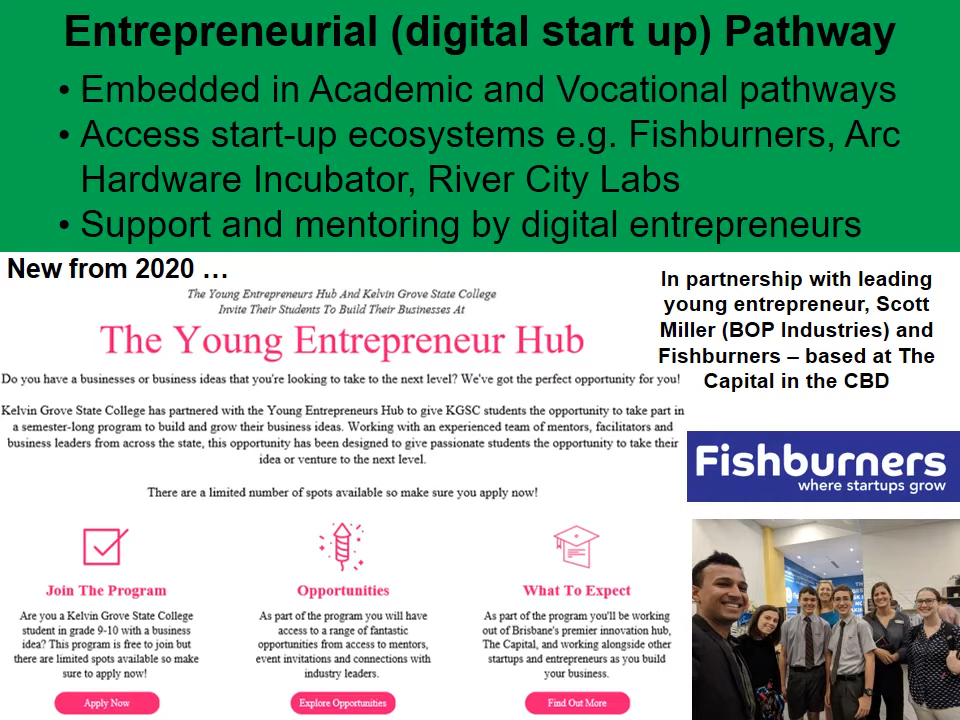 Entrepreneurial (digital start up) Pathway
• Embedded in Academic and Vocational pathways
• Access start-up ecosystems e.g. Fishburners, Arc
Hardware Incubator, River City Labs
• Support and mentoring by digital entrepreneurs
New from 2020 …
The Young Entrepreneurs Hub And Kelvin Grove State College
Invite Their Students To Build Their Businesses At
The Young Entrepreneur Hub
Do you have a businesses or business ideas that you're looking to take to the next level? We've got the perfect opportunity for you!
Kelvin Grove State College has partnered with the Young Entrepreneurs Hub to give KGSC students the opportunity to take part in
a semester-long program to build and grow their business ideas. Working with an experienced team of mentors, facilitators and
business leaders from across the state, this opportunity has been designed to give passionate students the opportunity to take their
idea or venture to the next level.
There are a limited number of spots available so make sure you apply now!
Join The Program
Are you a Kelvin Grove State College
student in grade 9-10 with a business
idea? This program is free to join but
there are limited spots available so make
sure to apply now!
Apply Now
Opportunities
As part of the program you will have
access to a range of fantastic
opportunities from access to mentors,
event invitations and connections with
industry leaders.
Explore Opportunities
What To Expect
As part of the program you'll be working
out of Brisbane's premier innovation hub,
The Capital, and working alongside other
startups and entrepreneurs as you build
your business.
Find Out More
In partnership with leading
young entrepreneur, Scott
Miller (BOP Industries) and
Fishburners – based at The
Capital in the CBD
Fishburners
where startups grow